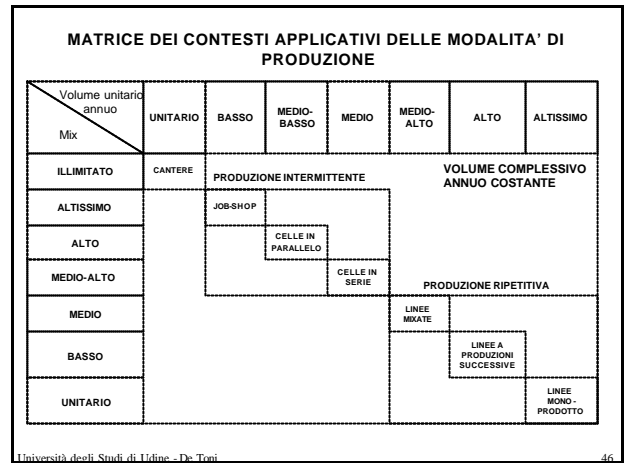 MATRICE DEI CONTESTI APPLICATIVI DELLE MODALITA' DI
PRODUZIONE
Volume unitario
annuo
Mix
UNITARIO
BASSO
MEDIO-
BASSO
MEDIO
MEDIO-
ALTO
ALTO
ALTISSIMO
ILLIMITATO
CANTERE
PRODUZIONE INTERMITTENTE
VOLUME COMPLESSIVO
ANNUO COSTANTE
ALTISSIMO
JOB-SHOP
ALTO
CELLE IN
PARALLELO
MEDIO-ALTO
CELLE IN
SERIE
PRODUZIONE RIPETITIVA
MEDIO
LINEE
MIXATE
BASSO
LINEE A
PRODUZIONI
SUCCESSIVE
UNITARIO
LINEE
MONO -
PRODOTTO
Università degli Studi di Udine - De Toni
46